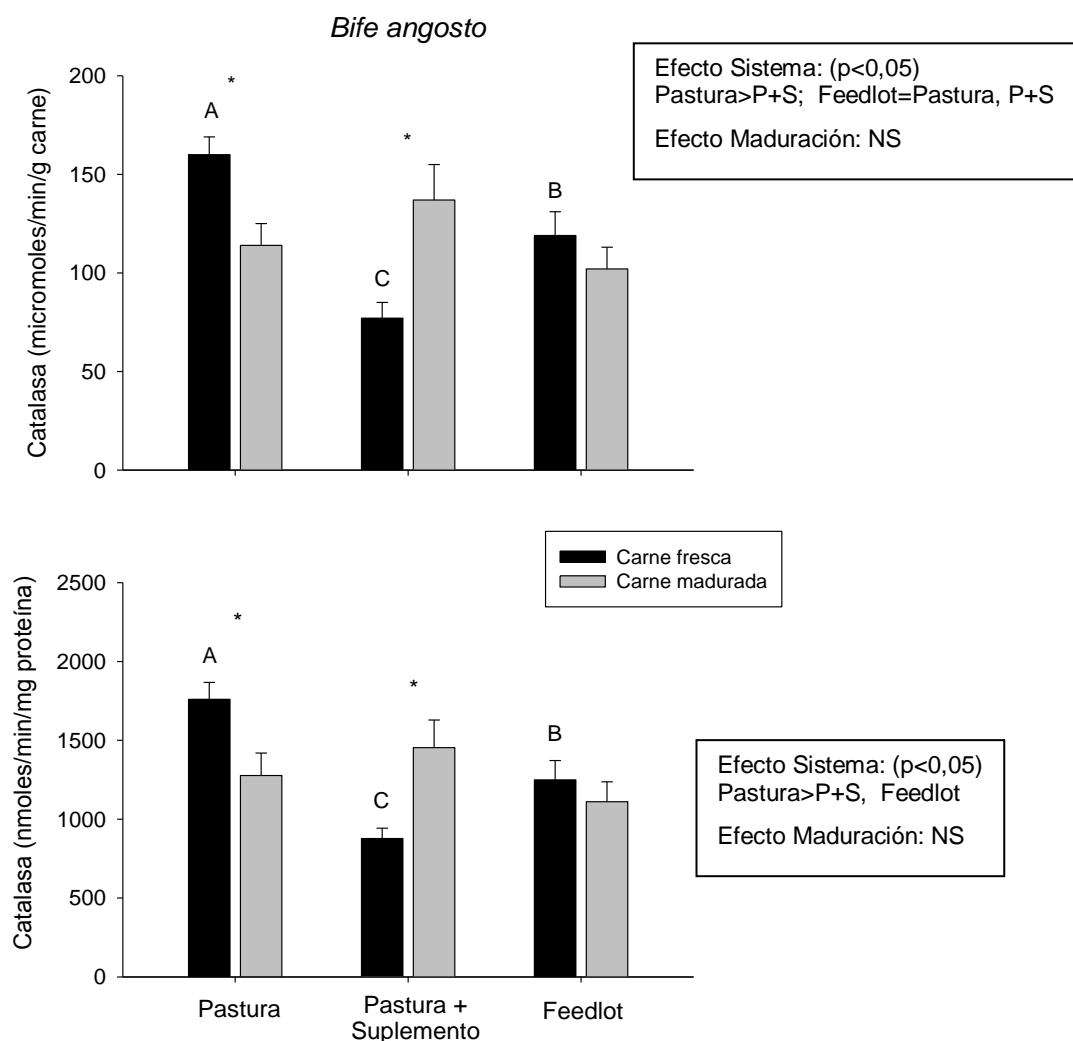 Bife angosto
Efecto Sistema: (p<0,05)
Pastura>P+S; Feedlot=Pastura, P+S
Efecto Maduración: NS
Catalasa (micromoles/min/g carne)
200
150
100
50
0
A
*
C
*
B
Carne fresca
Carne madurada
Catalasa (nmoles/min/mg proteína)
2500
2000
1500
1000
500
0
A
*
C
*
B
Efecto Sistema: (p<0,05)
Pastura>P+S, Feedlot
Efecto Maduración: NS
Pastura
Pastura +
Suplemento
Feedlot